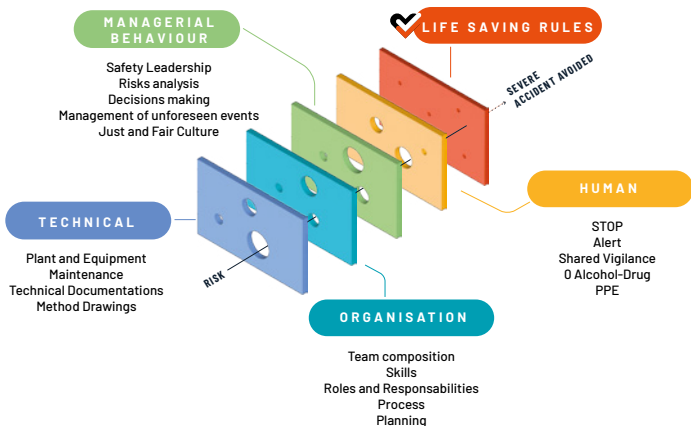 MANAGERIAL
BEHAVIOUR
Safety Leadership
Risks analysis
Decisions making
Management of unforeseen events
Just and Fair Culture
LIFE SAVING RULES
SEVERE
ACCIDENT AVOIDED
TECHNICAL
Plant and Equipment
Maintenance
Technical Documentations
Method Drawings
RISK
HUMAN
STOP
Alert
Shared Vigilance
0 Alcohol-Drug
PPE
ORGANISATION
Team composition
Skills
Roles and Responsabilities
Process
Planning